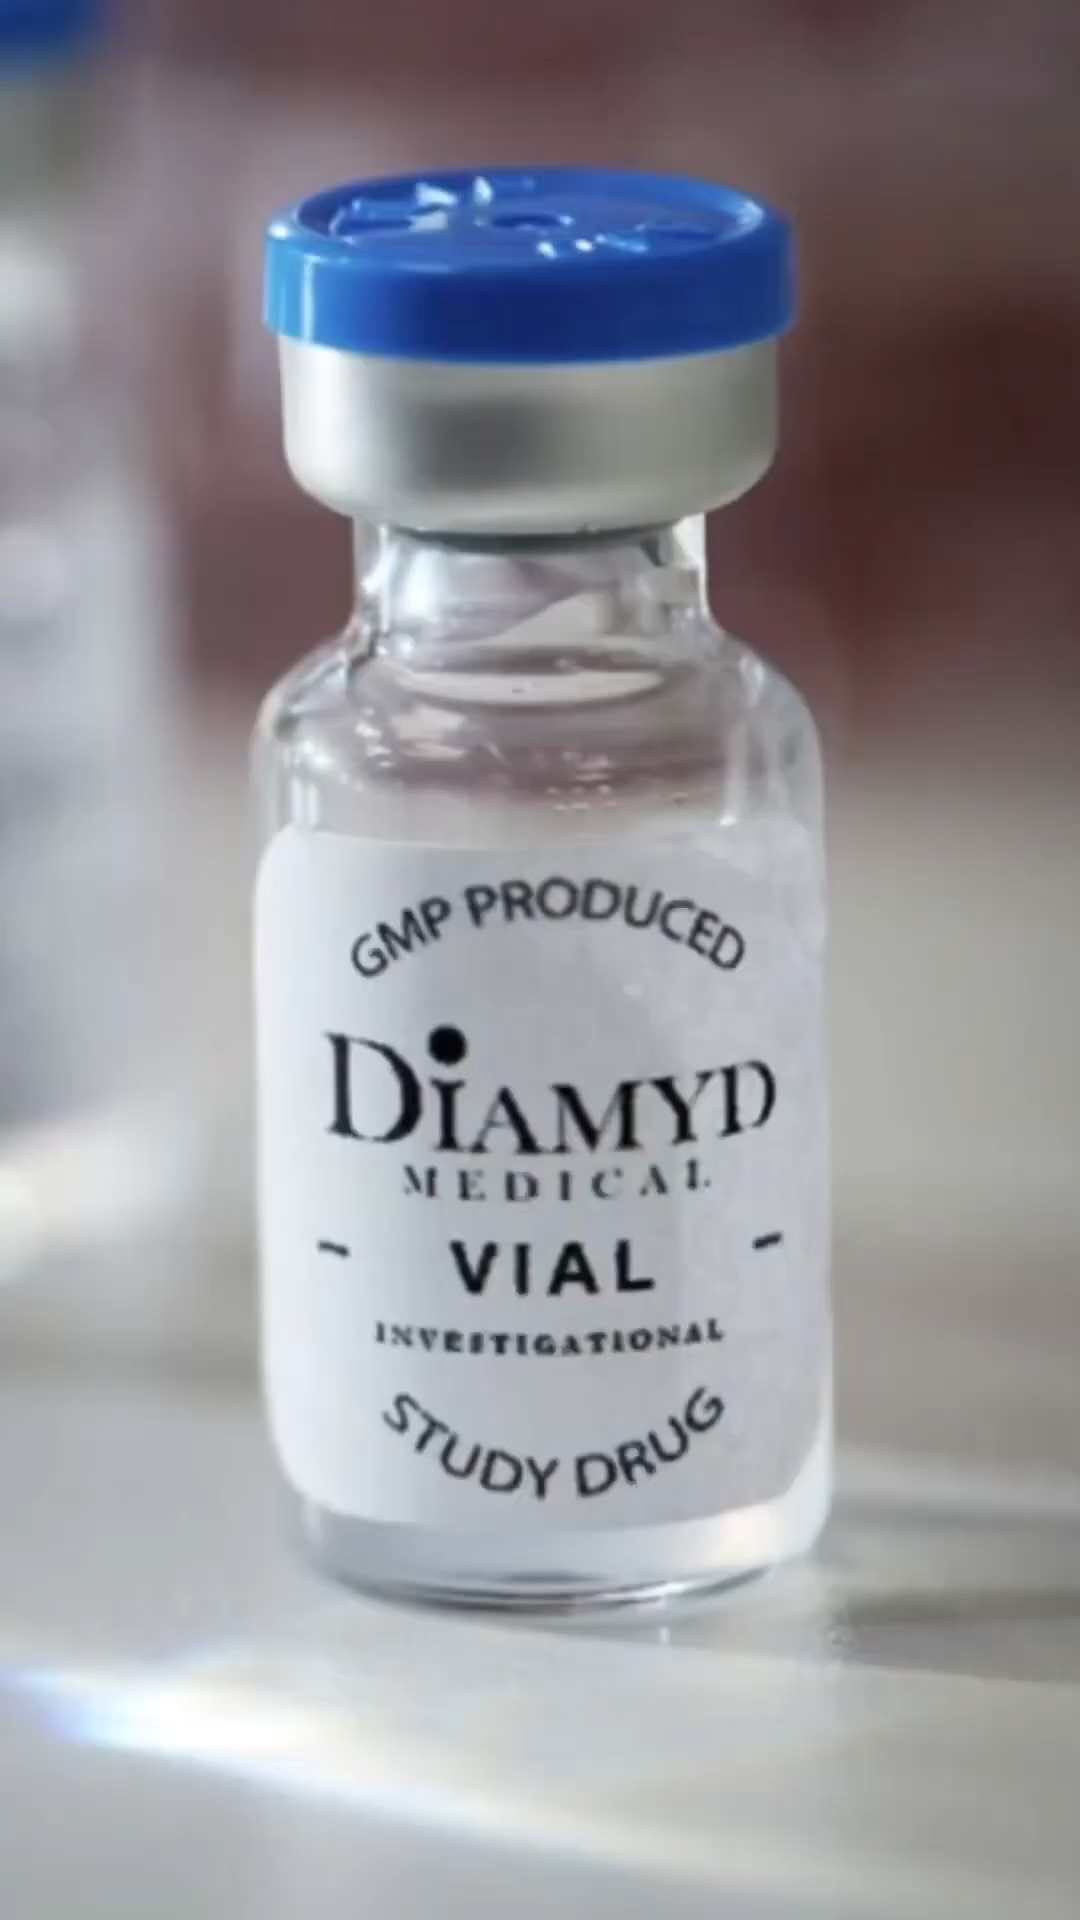 GMP PRODUCED
DiAMYD
MEDICAL
- VIAL -
INVESTIGATIONAL
STUDY DRUG